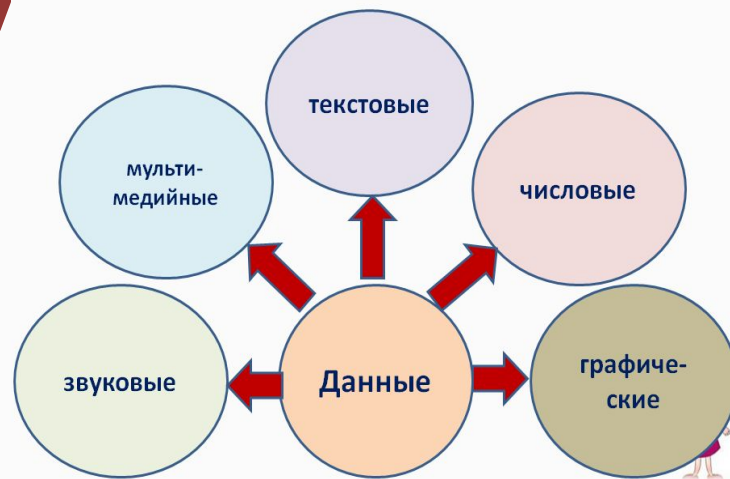 текстовые
мульти-
медийные
числовые
звуковые
Данные
графиче-
ские